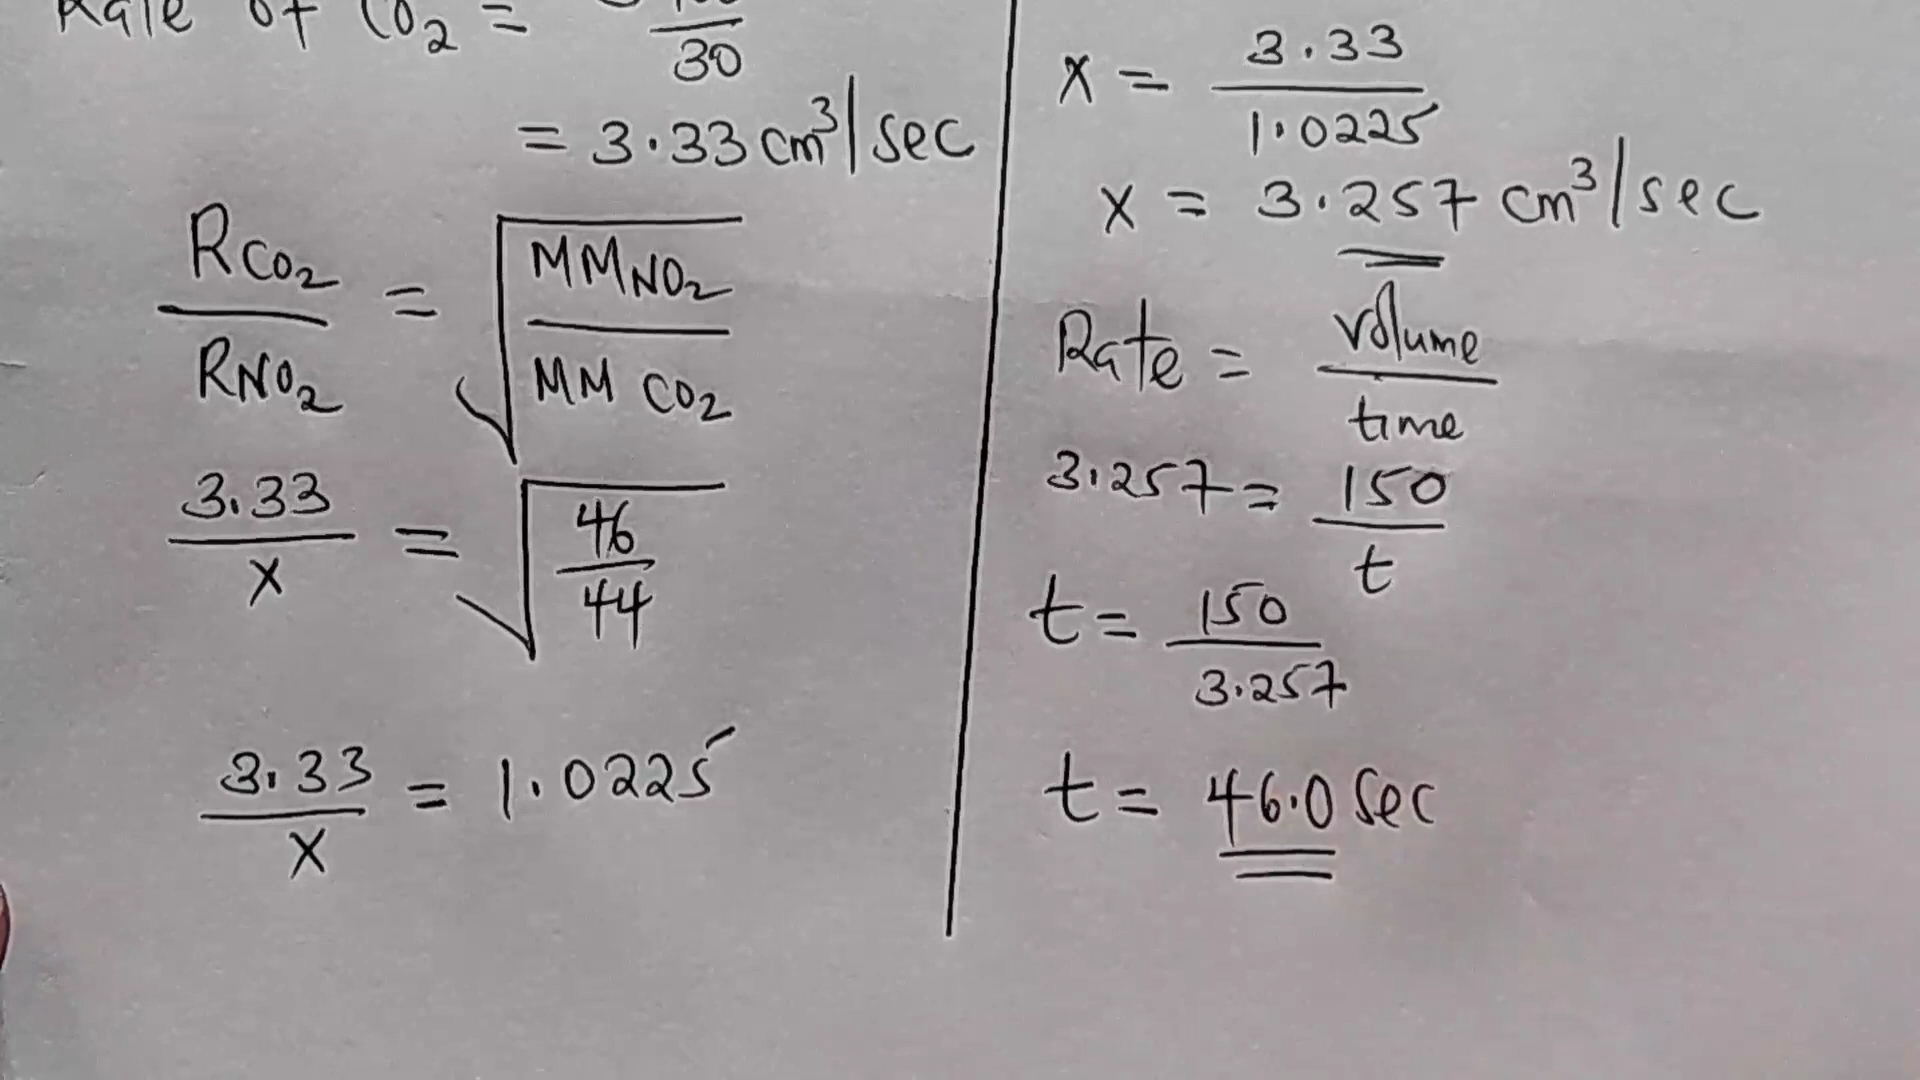 Rate of CO₂ =
30
= 3.33 cm³/sec
RCO₂ / RNO₂ = √(MMNO₂ / MM CO₂)
3.33 / x = √(46 / 44)
3.33 / x = 1.0225
x = 3.33 / 1.0225
x = 3.257 cm³/sec
Rate = volume / time
3.257 = 150 / t
t = 150 / 3.257
t = 46.0 sec